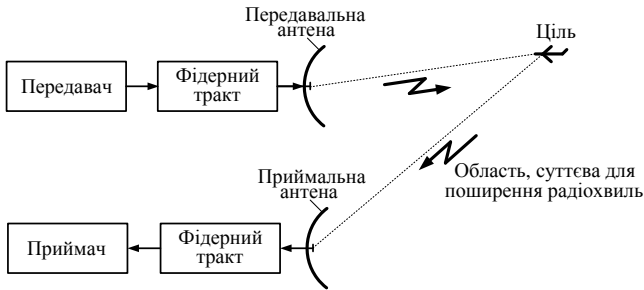 Передавальна
антена
Ціль
Передавач
Фідерний
тракт
Область, суттєва для
поширення радіохвиль
Приймальна
антена
Приймач
Фідерний
тракт